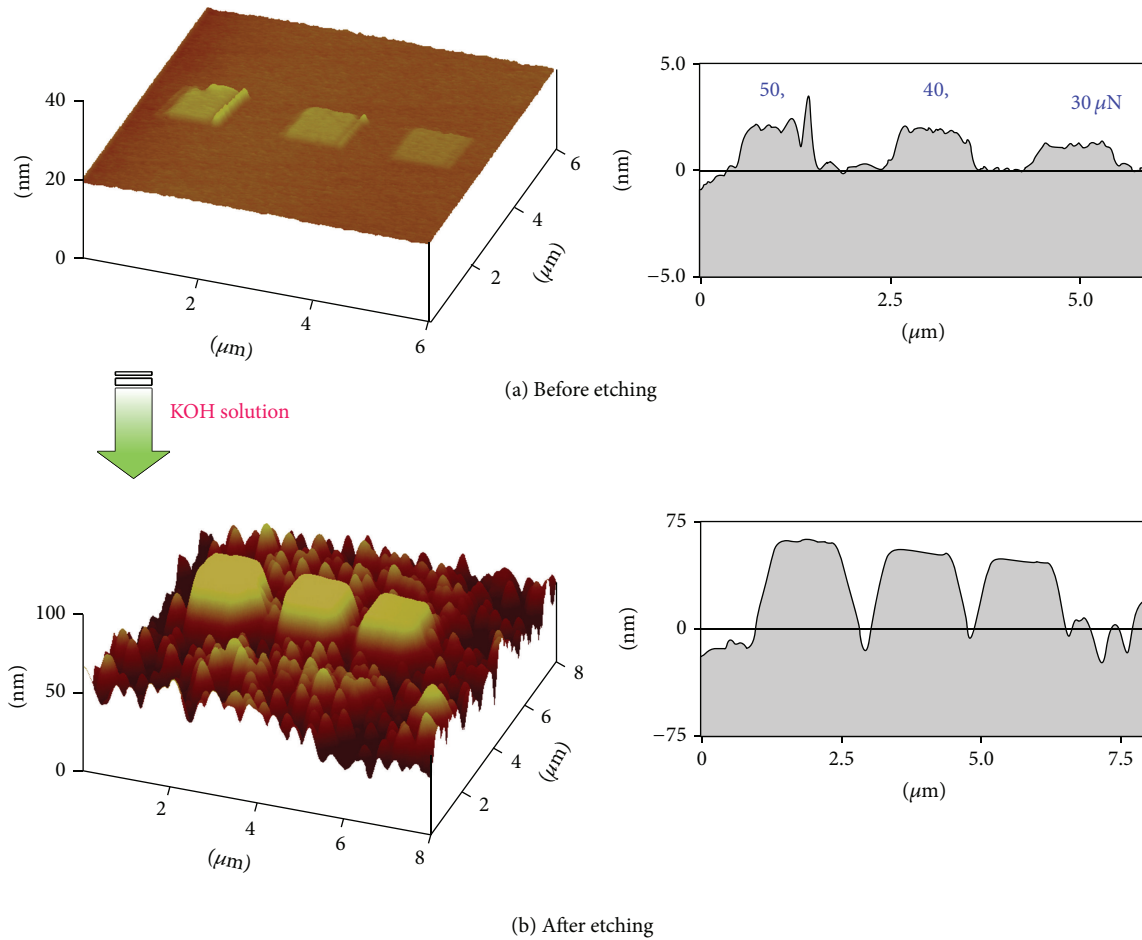 40
20
0
(nm)
2
4
6
(µm)
2
4
6
(µm)
5.0
0
−5.0
(nm)
50,
40,
30 µN
0
2.5
5.0
(µm)
(a) Before etching
KOH solution
100
50
0
(nm)
2
4
6
8
(µm)
2
4
6
8
(µm)
75
0
−75
(nm)
0
2.5
5.0
7.5
(µm)
(b) After etching